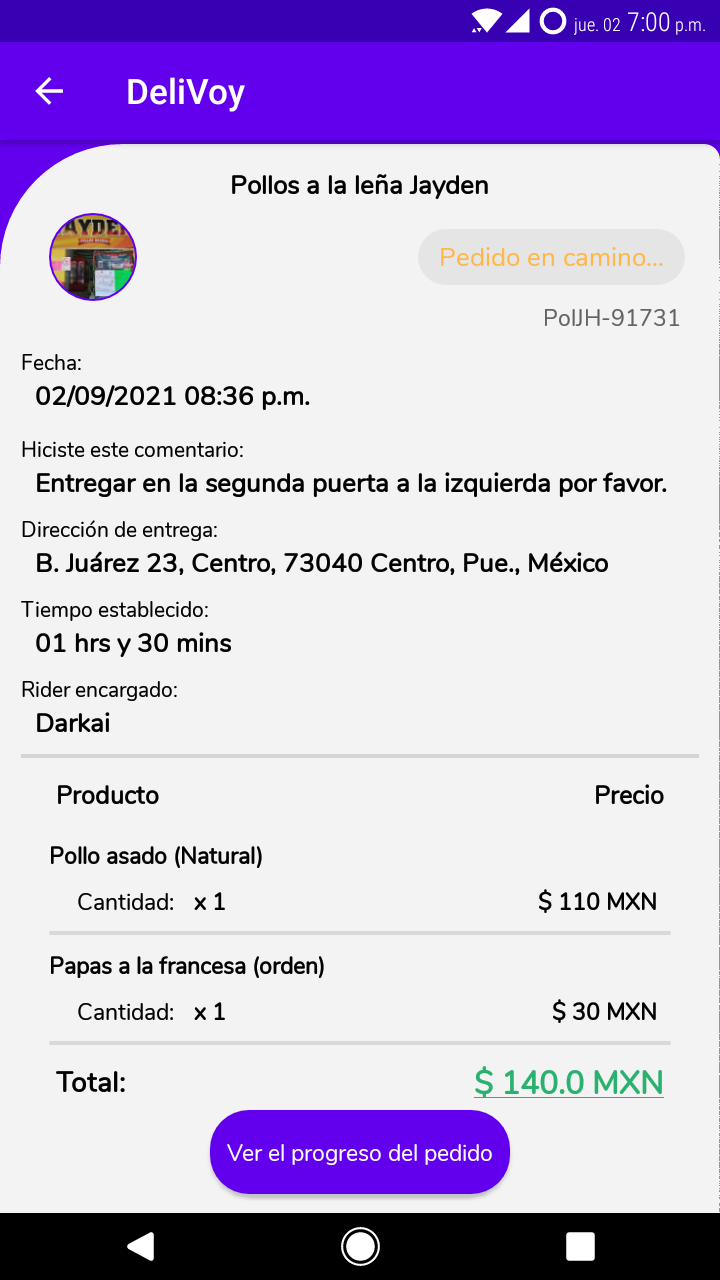 jue. 02 7:00 p.m.
DeliVoy
Pollos a la leña Jayden
AYDEN
Pedido en camino...
PolJH-91731
Fecha:
02/09/2021 08:36 p.m.
Hiciste este comentario:
Entregar en la segunda puerta a la izquierda por favor.
Dirección de entrega:
B. Juárez 23, Centro, 73040 Centro, Pue., México
Tiempo establecido:
01 hrs y 30 mins
Rider encargado:
Darkai
Producto Precio
Pollo asado (Natural)
Cantidad: x 1 $ 110 MXN
Papas a la francesa (orden)
Cantidad: x 1 $ 30 MXN
Total: $ 140.0 MXN
Ver el progreso del pedido